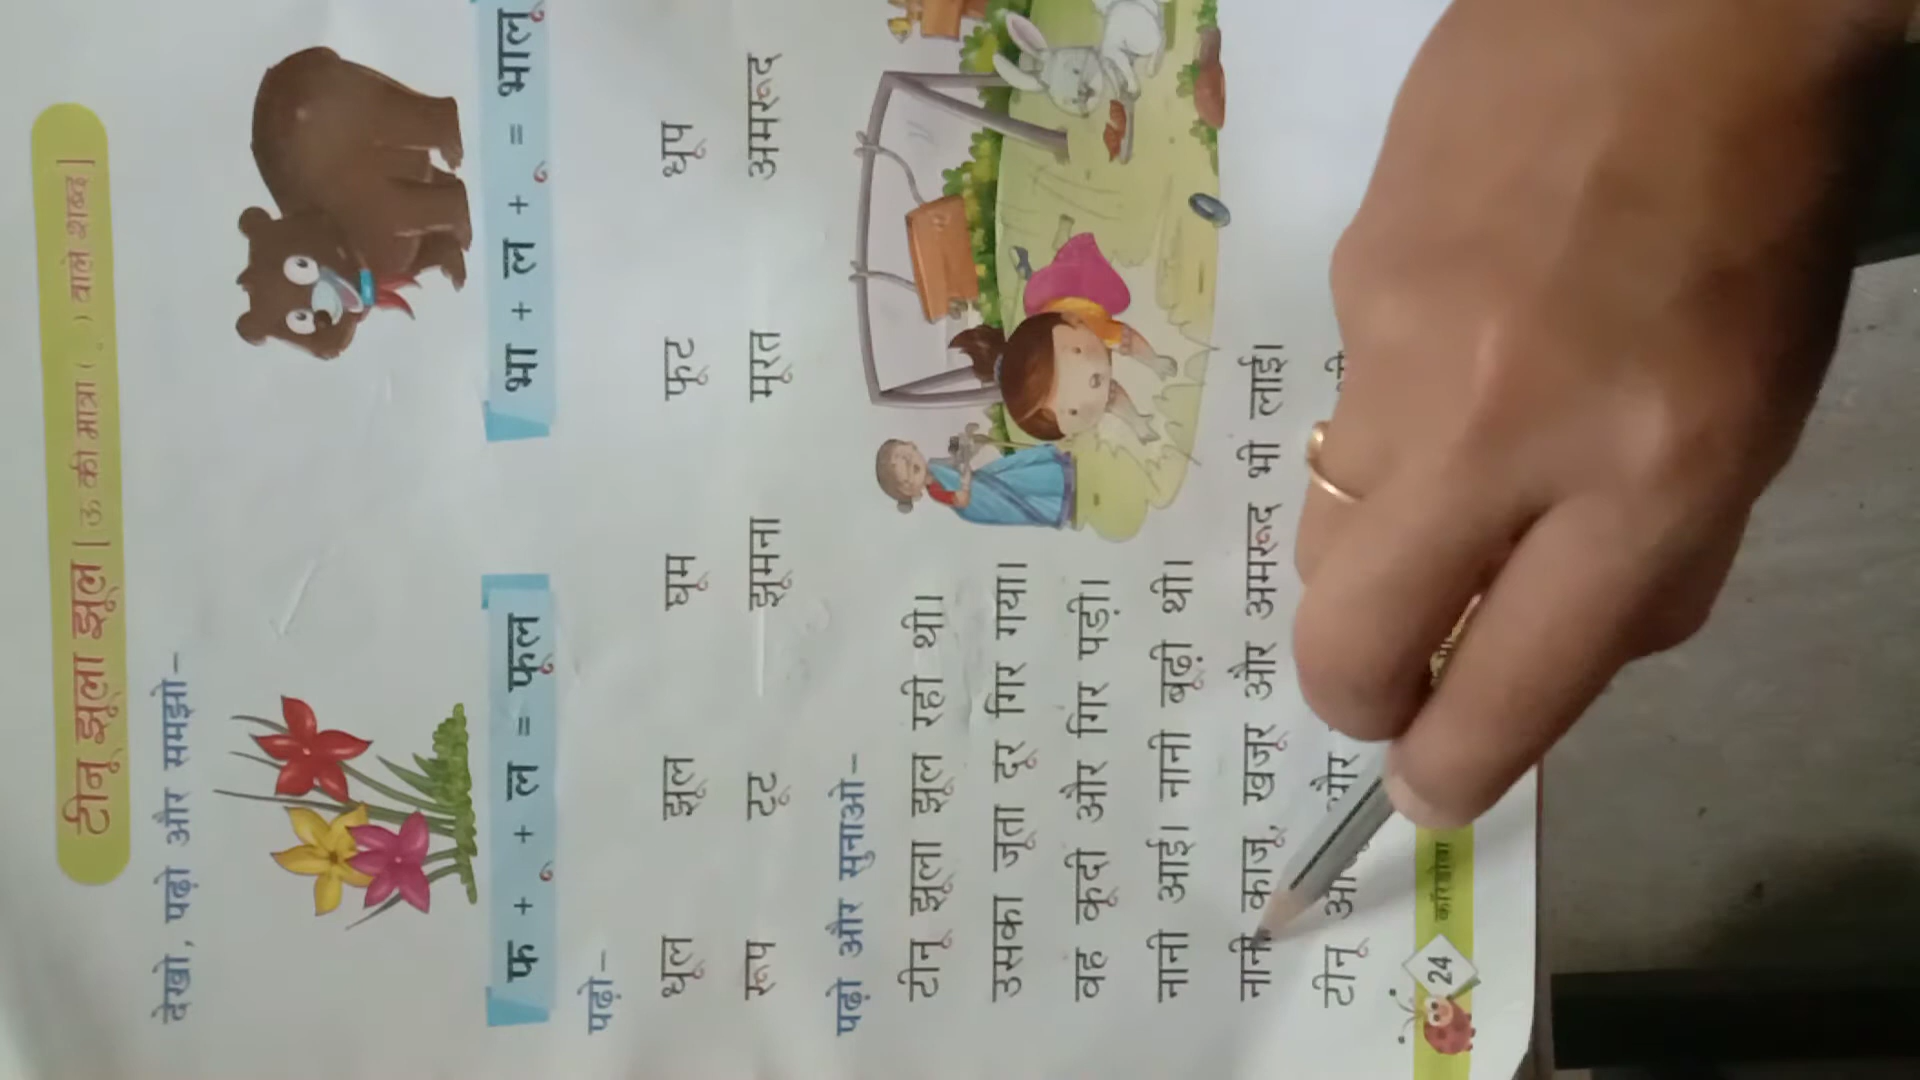 टीनू झूला झूल [ ऊ की मात्रा ( ू ) वाले शब्द ]
देखो, पढ़ो और समझो–
फ + ू + ल = फूल
भा + ल + ू = भालू
पढ़ो–
धूल झूल घूम फूट धूप
रूप टूट झूमना मूरत अमरूद
पढ़ो और सुनाओ–
टीनू झूला झूल रही थी।
उसका जूता दूर गिर गया।
वह कूदी और गिर पड़ी।
नानी आई। नानी बूढ़ी थी।
नानी काजू, खजूर और अमरूद भी लाई।
टीनू और
24